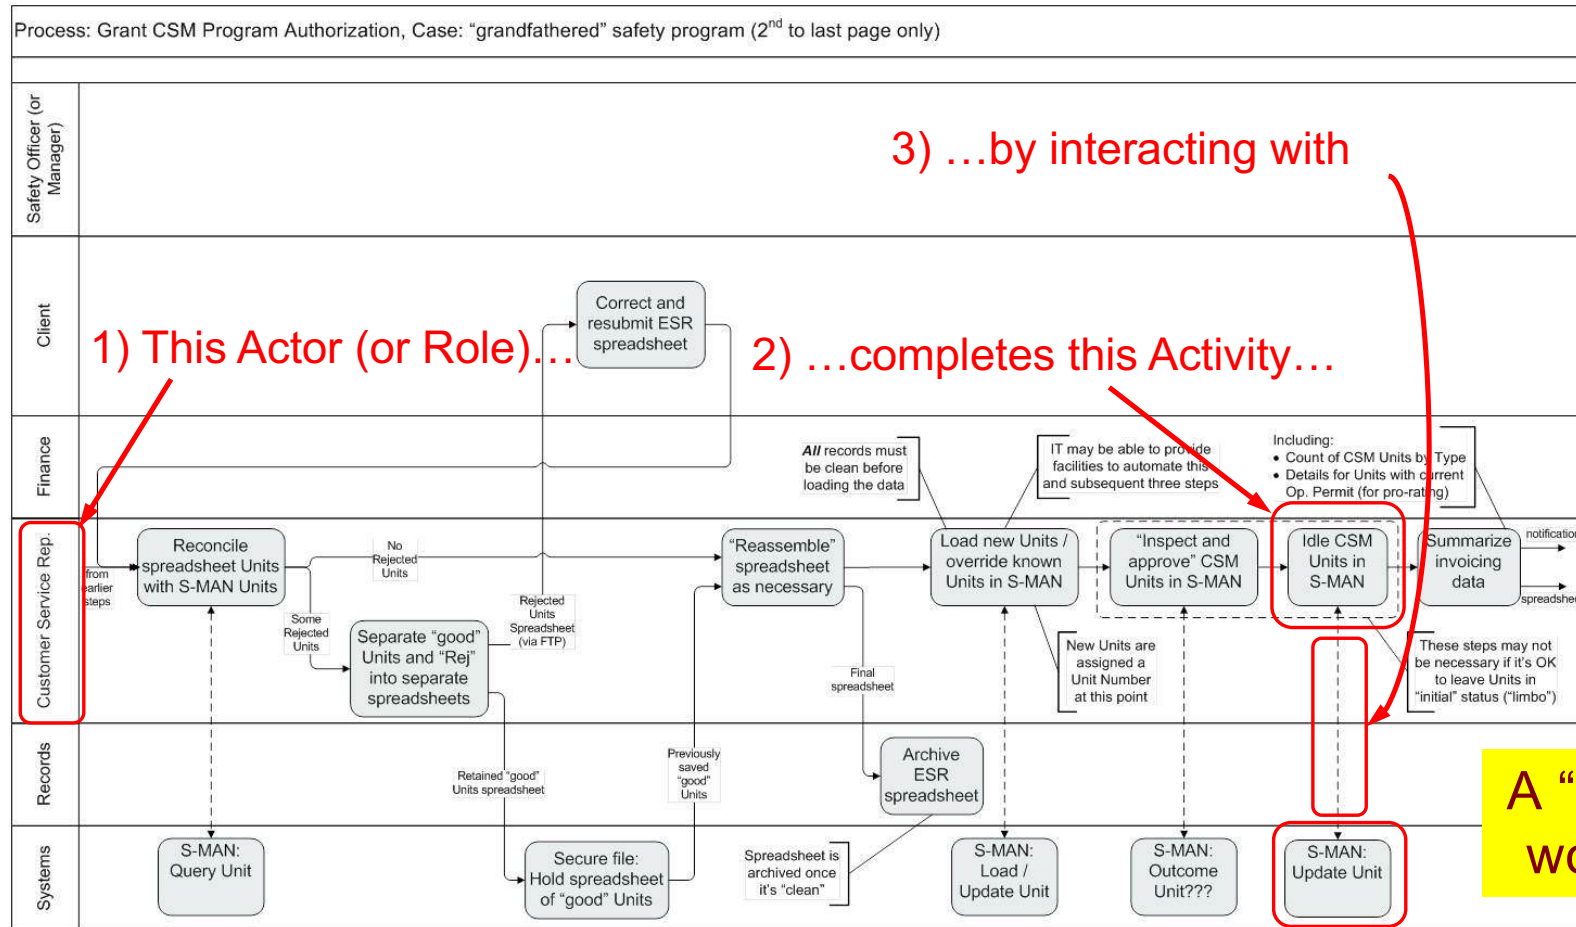 Process: Grant CSM Program Authorization, Case: “grandfathered” safety program (2nd to last page only)
Safety Officer (or
Manager)
3) …by interacting with
Client
Correct and
resubmit ESR
spreadsheet
1) This Actor (or Role)…
2) …completes this Activity…
Finance
All records must
be clean before
loading the data
IT may be able to provide
facilities to automate this
and subsequent three steps
Including:
• Count of CSM Units by Type
• Details for Units with current
Op. Permit (for pro-rating)
Customer Service Rep.
from
earlier
steps
Reconcile
spreadsheet Units
with S-MAN Units
No
Rejected
Units
Some
Rejected
Units
Separate “good”
Units and “Rej”
into separate
spreadsheets
Rejected
Units
Spreadsheet
(via FTP)
“Reassemble”
spreadsheet
as necessary
Final
spreadsheet
Load new Units /
override known
Units in S-MAN
New Units are
assigned a
Unit Number
at this point
“Inspect and
approve” CSM
Units in S-MAN
Idle CSM
Units in
S-MAN
These steps may not
be necessary if it’s OK
to leave Units in
“initial” status (“limbo”)
Summarize
invoicing
data
notification
spreadshee
Records
Retained “good”
Units spreadsheet
Previously
saved
“good”
Units
Archive
ESR
spreadsheet
A “
wo
Systems
S-MAN:
Query Unit
Secure file:
Hold spreadsheet
of “good” Units
Spreadsheet is
archived once
it’s “clean”
S-MAN:
Load /
Update Unit
S-MAN:
Outcome
Unit???
S-MAN:
Update Unit